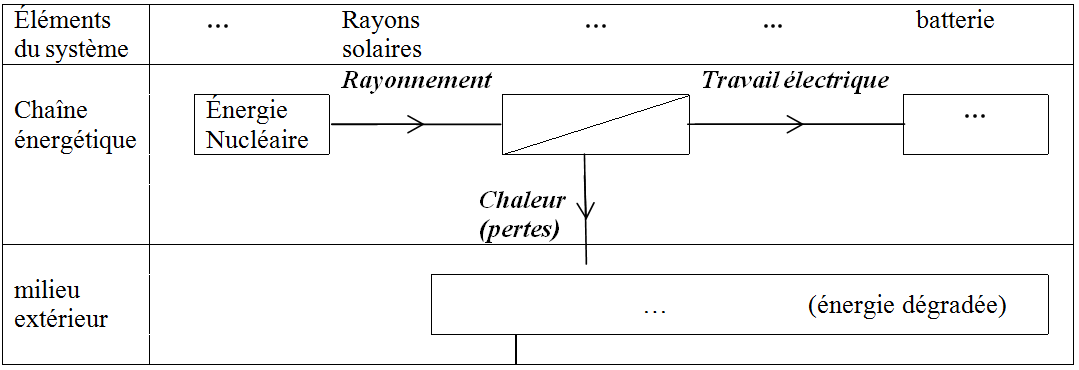 Éléments
du système
...
Rayons
solaires
...
...
batterie
Chaîne
énergétique
Énergie
Nucléaire
Rayonnement
Travail électrique
...
Chaleur
(pertes)
milieu
extérieur
... (énergie dégradée)